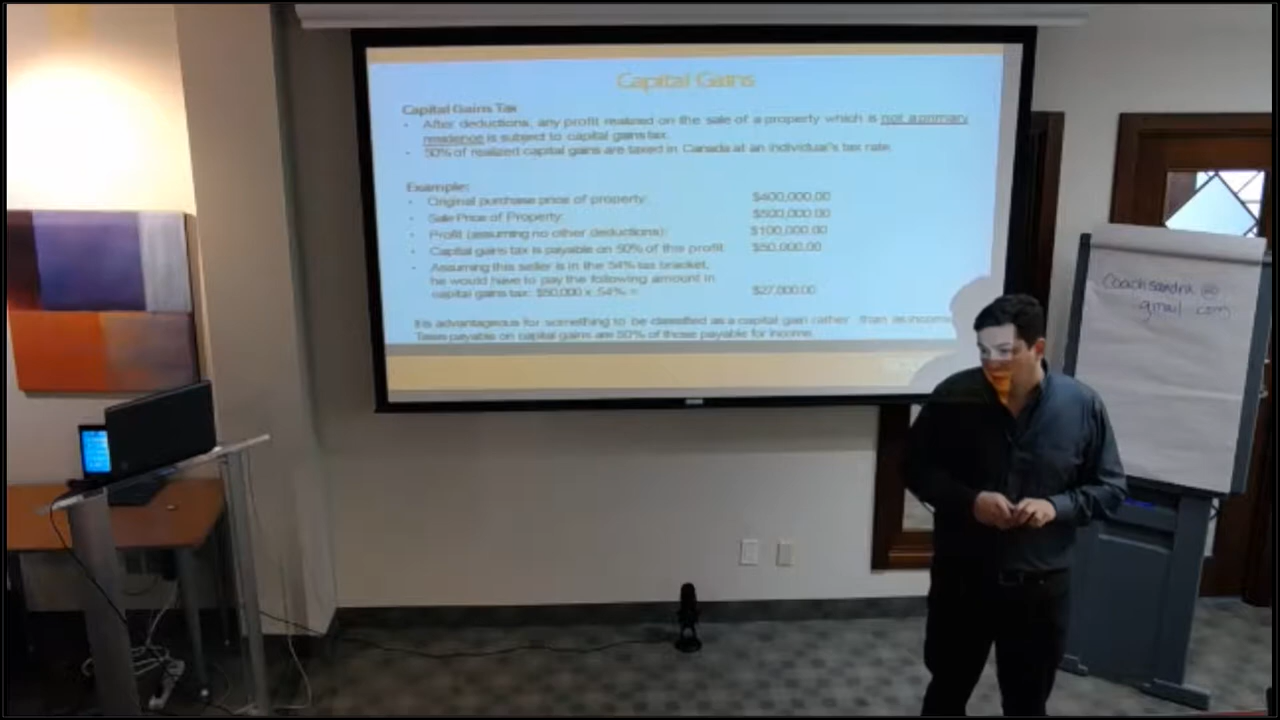 Capital Gains
Capital Gains Tax
• After deductions, any profit realized on the sale of a property which is not a primary
residence is subject to capital gains tax.
• 50% of realized capital gains are taxed in Canada at an individual's tax rate.
Example:
• Original purchase price of property: $400,000.00
• Sale Price of Property: $500,000.00
• Profit (assuming no other deductions): $100,000.00
• Capital gains tax is payable on 50% of this profit: $50,000.00
• Assuming this seller is in the 54% tax bracket,
he would have to pay the following amount in
capital gains tax: $50,000 x .54% = $27,000.00
It is advantageous for something to be classified as a capital gain rather than as income.
Taxes payable on capital gains are 50% of those payable for income.
Coachsandra @
gmail.com